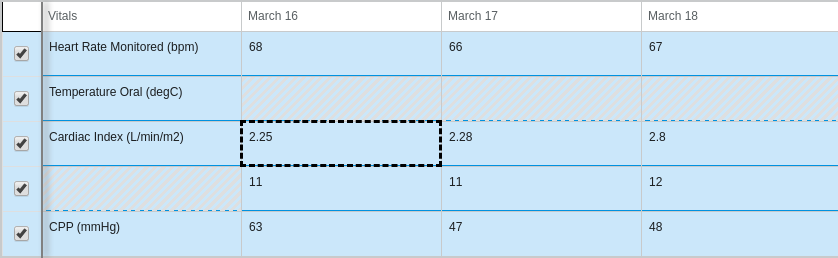 Vitals March 16 March 17 March 18
Heart Rate Monitored (bpm) 68 66 67
Temperature Oral (degC)
Cardiac Index (L/min/m2) 2.25 2.28 2.8
11 11 12
CPP (mmHg) 63 47 48